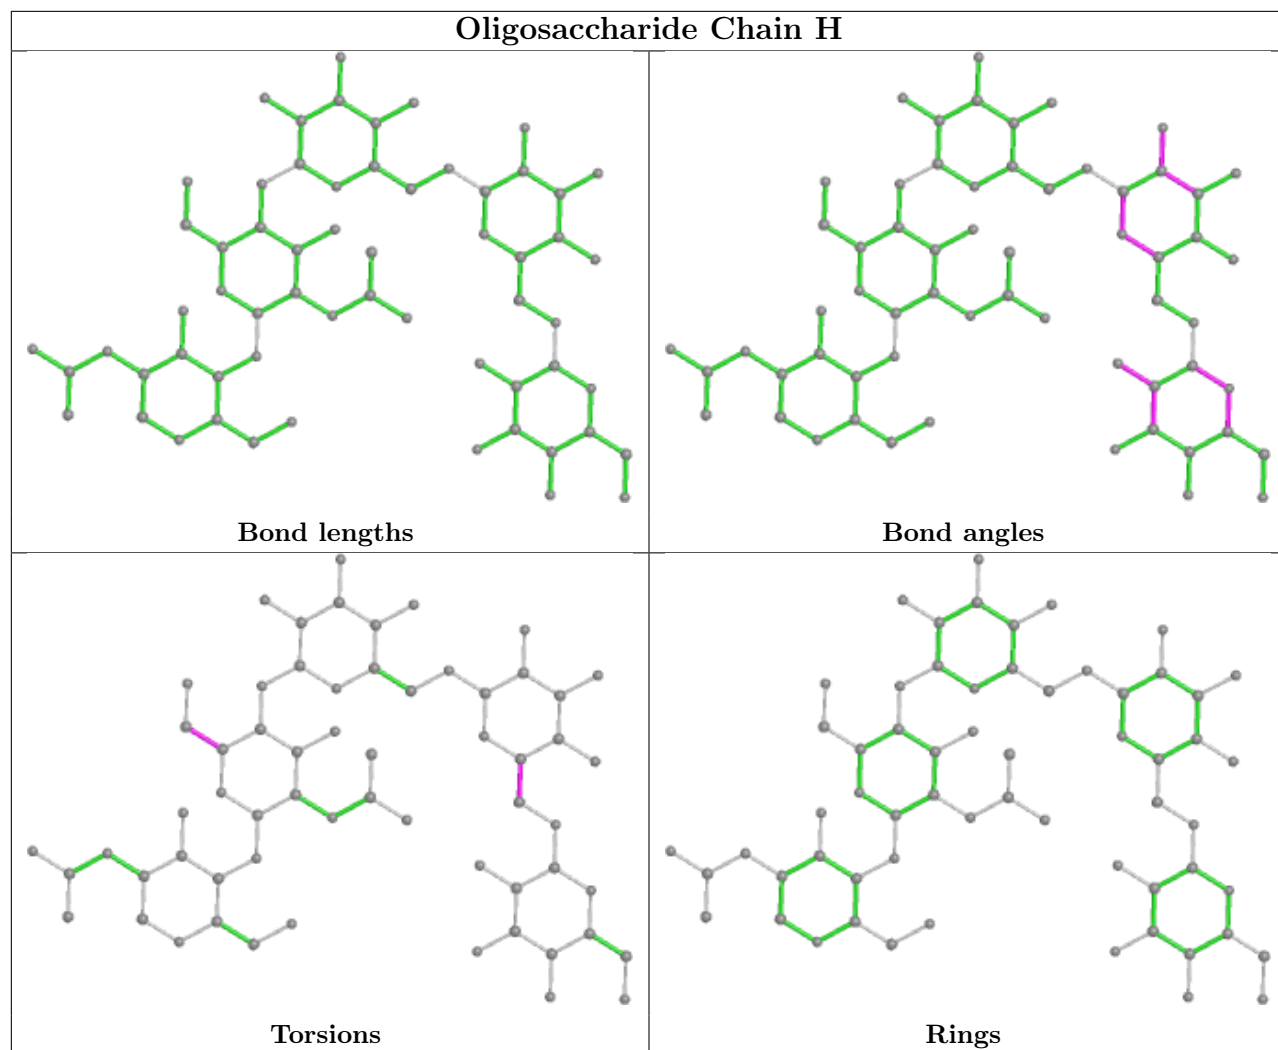 Oligosaccharide Chain H
Bond lengths
Bond angles
Torsions
Rings